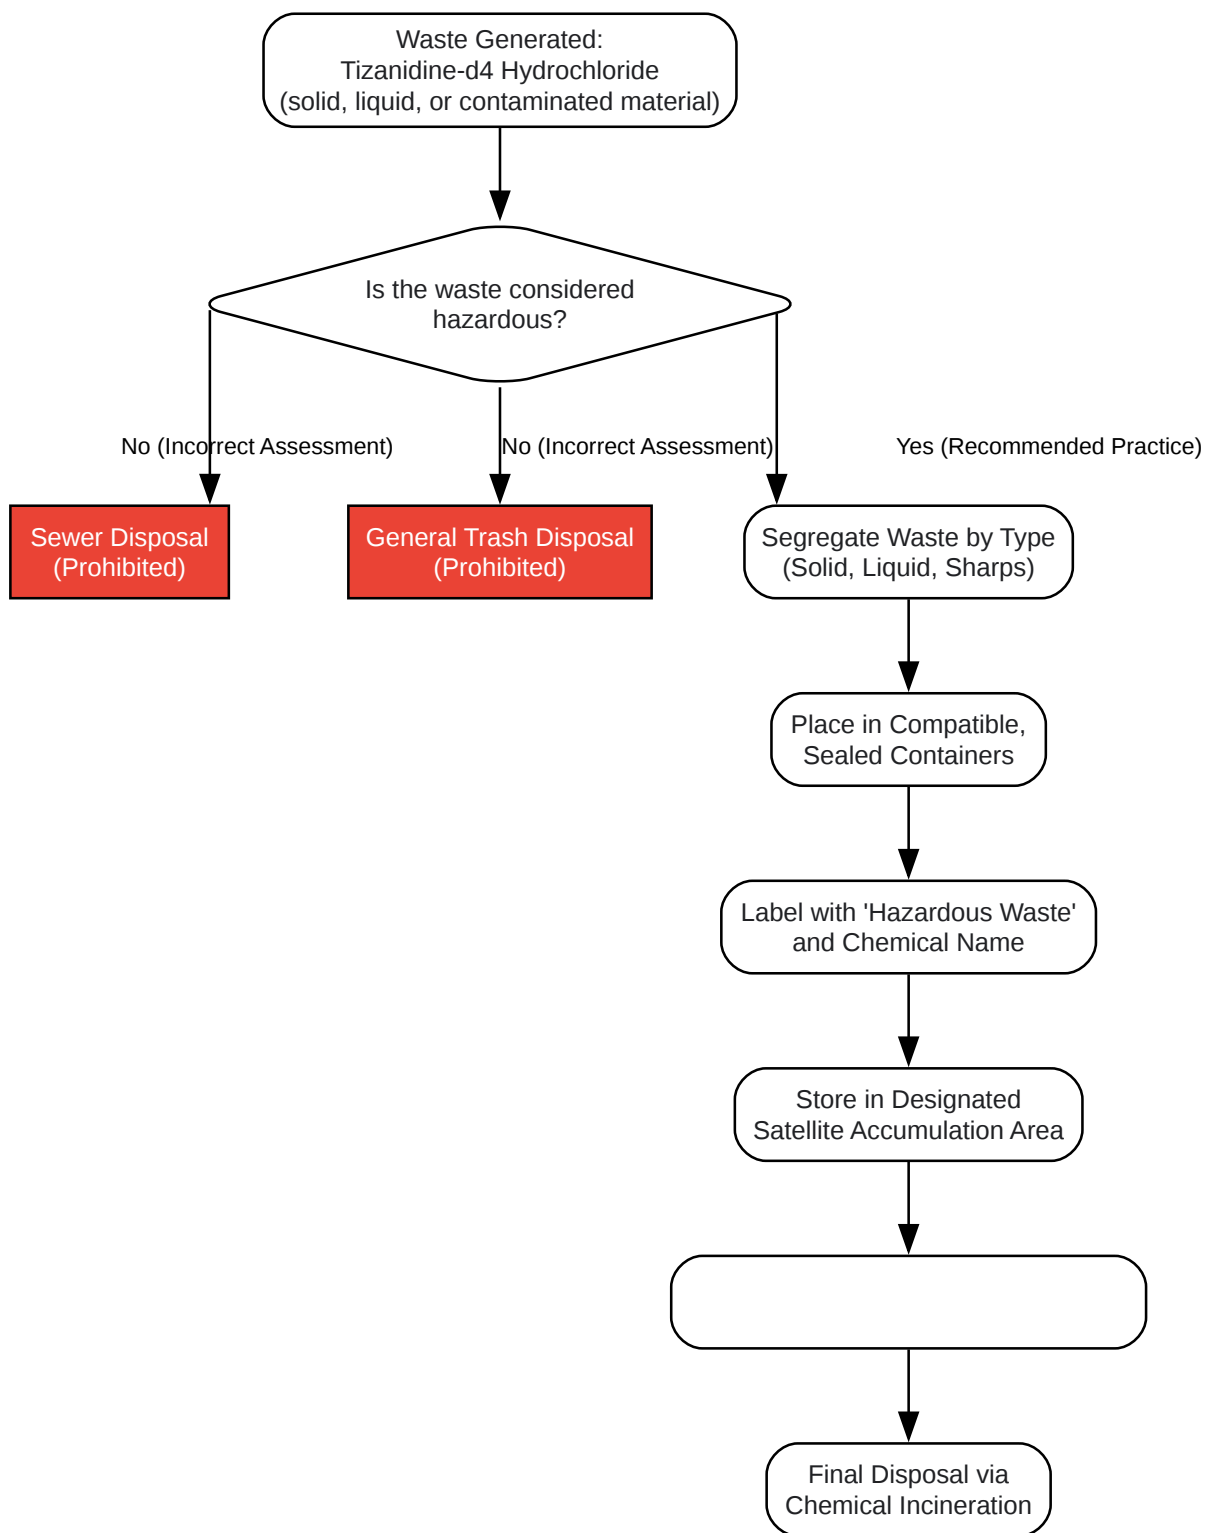 Waste Generated:
Tizanidine-d4 Hydrochloride
(solid, liquid, or contaminated material)
Is the waste considered
hazardous?
No (Incorrect Assessment)
No (Incorrect Assessment)
Yes (Recommended Practice)
Sewer Disposal
(Prohibited)
General Trash Disposal
(Prohibited)
Segregate Waste by Type
(Solid, Liquid, Sharps)
Place in Compatible,
Sealed Containers
Label with 'Hazardous Waste'
and Chemical Name
Store in Designated
Satellite Accumulation Area
Final Disposal via
Chemical Incineration